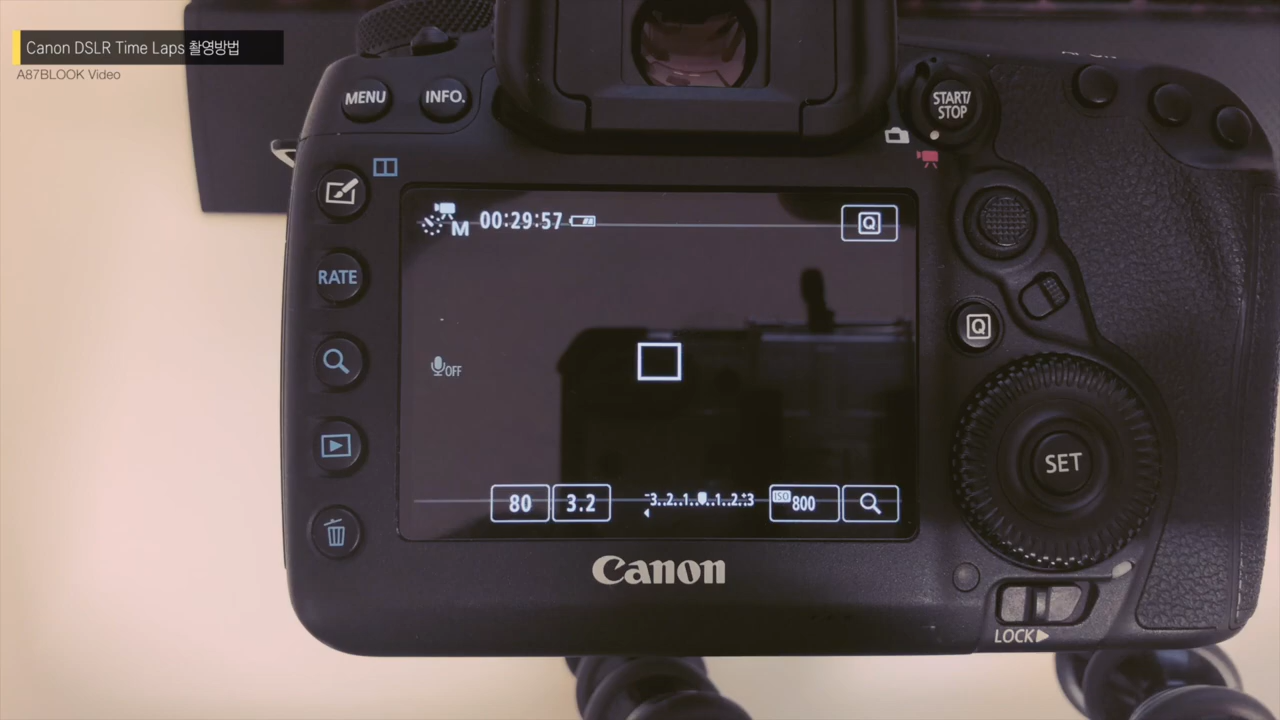 Canon DSLR Time Laps 촬영방법
A87BLOOK Video
MENU
INFO.
START/
STOP
M 00:29:57
Q
RATE
Q
OFF
SET
80
3.2
-3..2..1..0..1..2..+3
ISO 800
Canon
LOCK▶